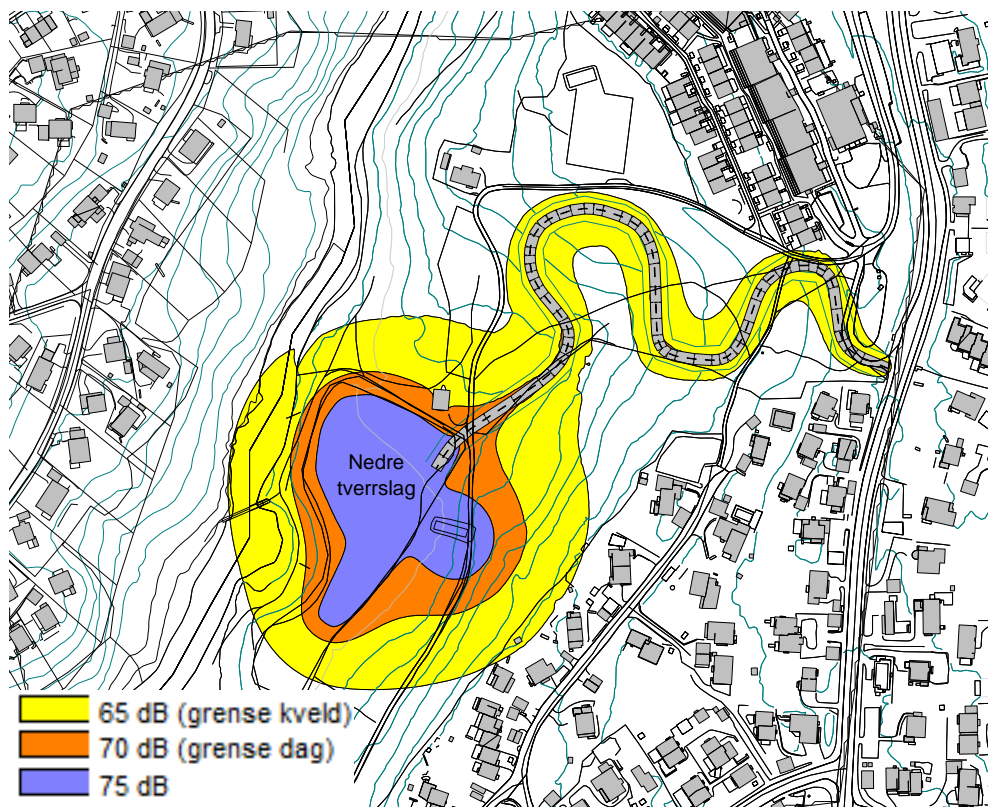 Nedre
tverrslag
65 dB (grense kveld)
70 dB (grense dag)
75 dB